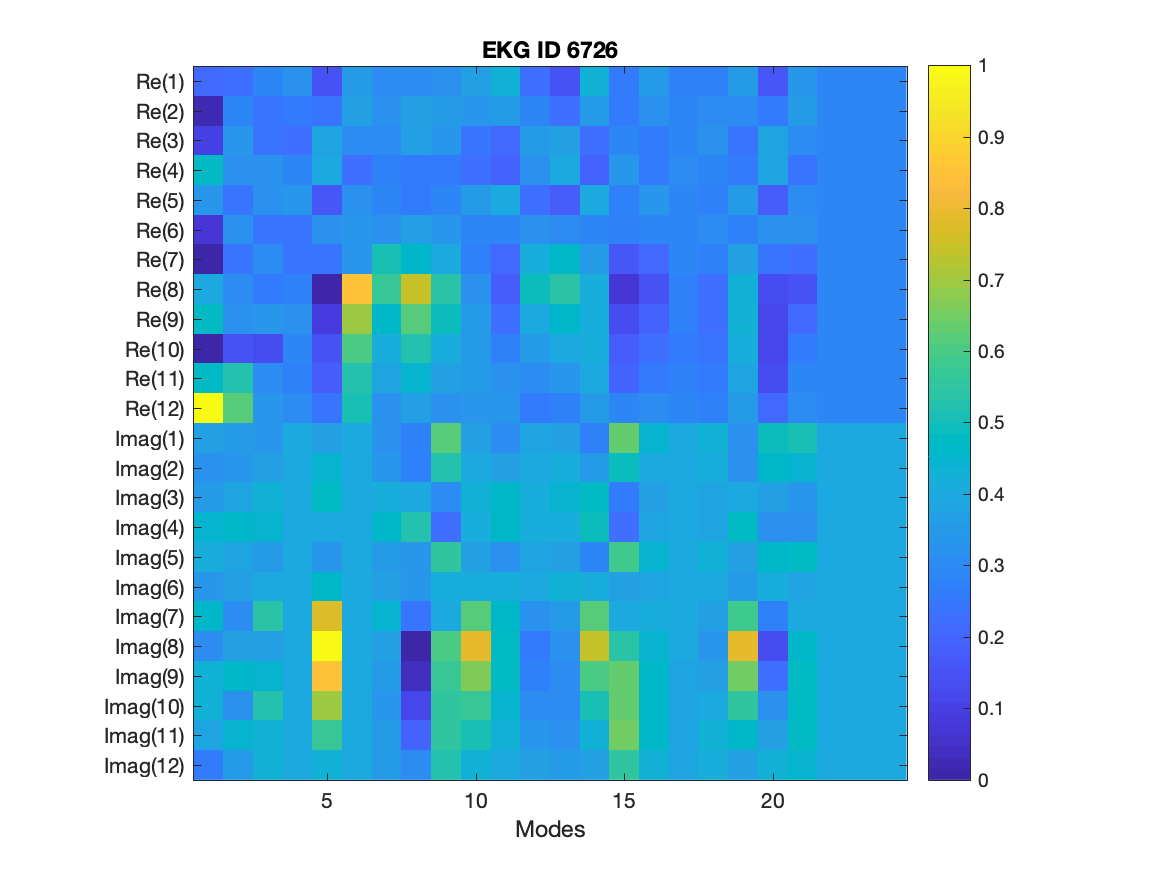 EKG ID 6726
Re(1)
Re(2)
Re(3)
Re(4)
Re(5)
Re(6)
Re(7)
Re(8)
Re(9)
Re(10)
Re(11)
Re(12)
Imag(1)
Imag(2)
Imag(3)
Imag(4)
Imag(5)
Imag(6)
Imag(7)
Imag(8)
Imag(9)
Imag(10)
Imag(11)
Imag(12)
5 10 15 20
Modes
1
0.9
0.8
0.7
0.6
0.5
0.4
0.3
0.2
0.1
0